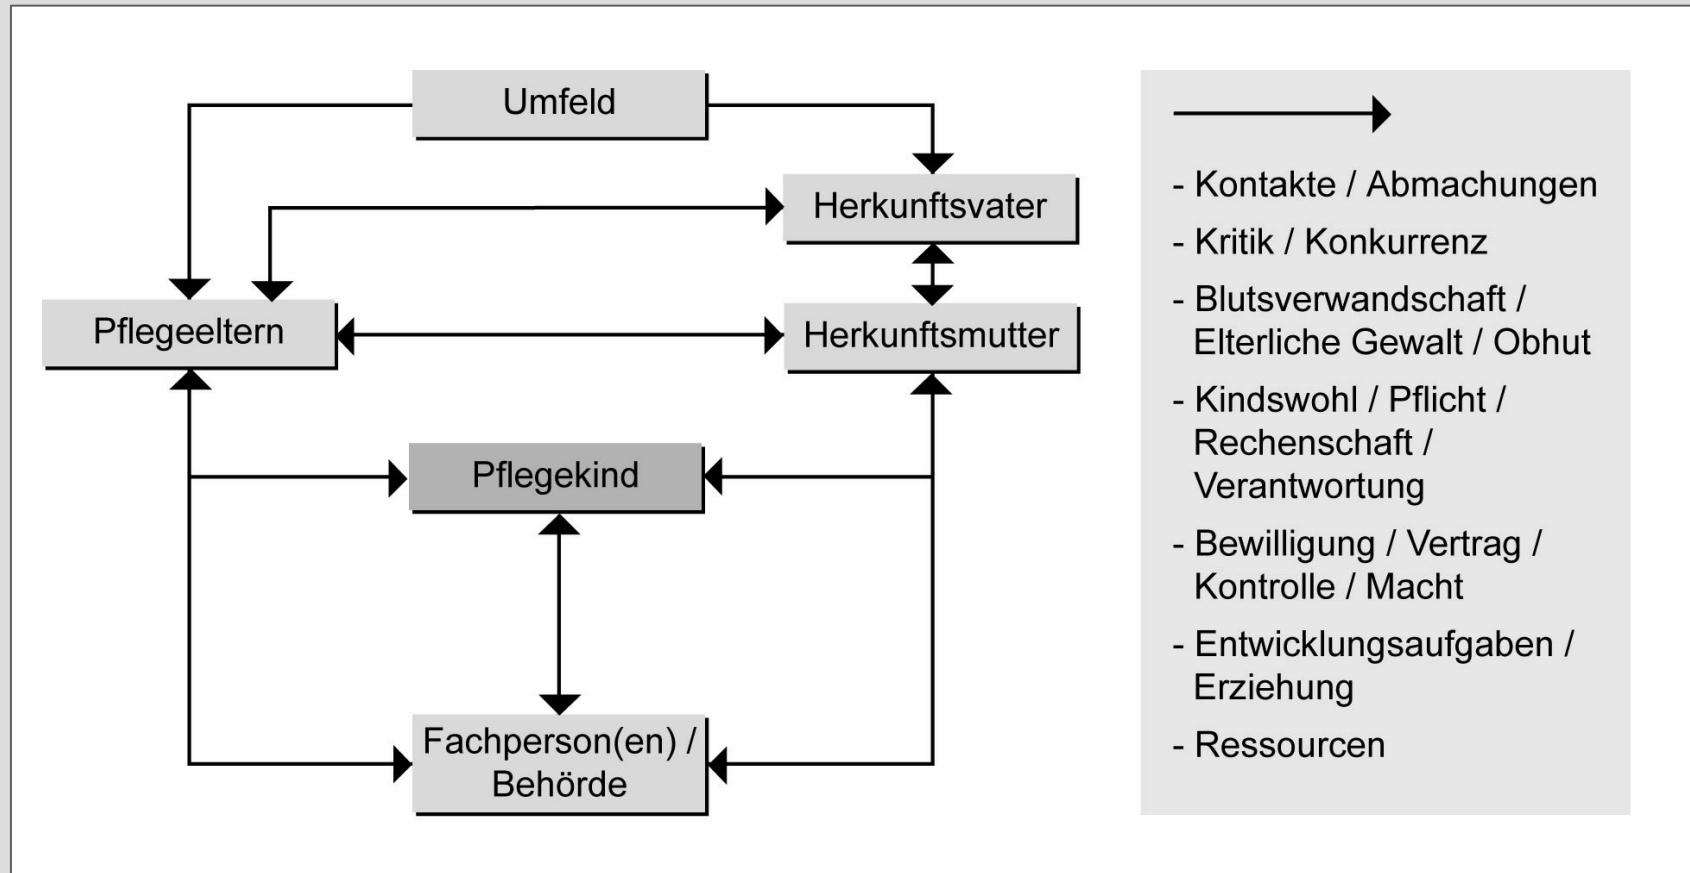 Umfeld
Herkunftsvater
Pflegeeltern
Herkunftsmutter
Pflegekind
Fachperson(en) /
Behörde
- Kontakte / Abmachungen
- Kritik / Konkurrenz
- Blutsverwandschaft /
Elterliche Gewalt / Obhut
- Kindswohl / Pflicht /
Rechenschaft /
Verantwortung
- Bewilligung / Vertrag /
Kontrolle / Macht
- Entwicklungsaufgaben /
Erziehung
- Ressourcen